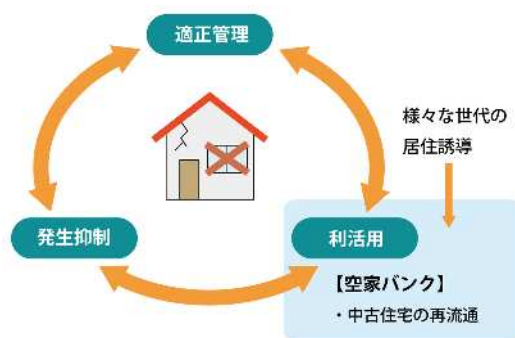 適正管理
様々な世代の
居住誘導
発生抑制
利活用
【空家バンク】
・中古住宅の再流通